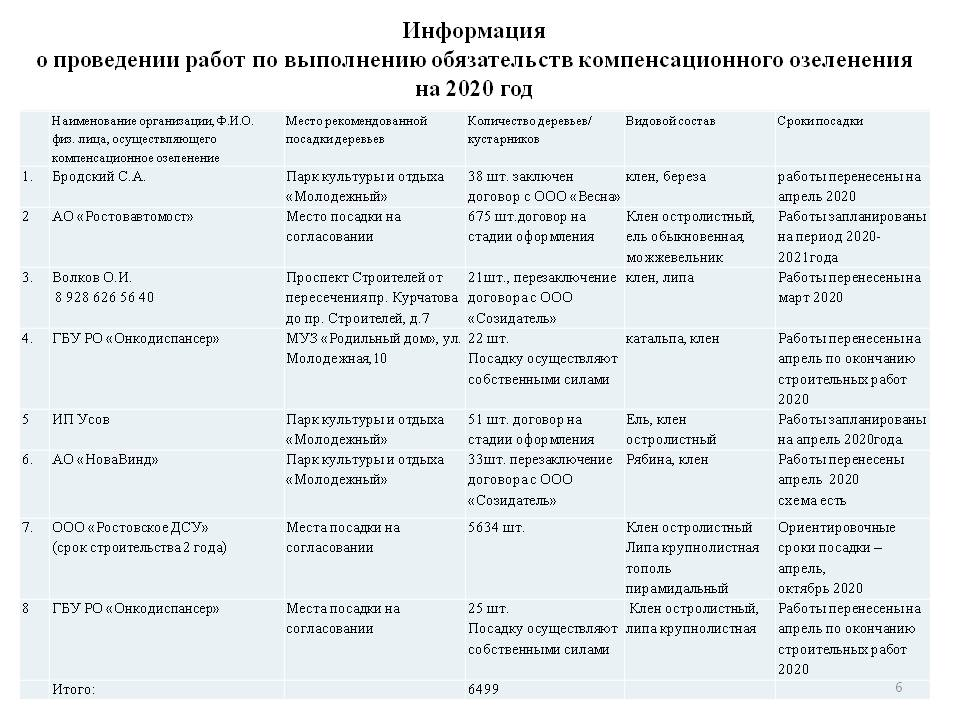 Информация
о проведении работ по выполнению обязательств компенсационного озеленения
на 2020 год
Наименование организации, Ф.И.О.
физ. лица, осуществляющего
компенсационное озеленение
Место рекомендованной
посадки деревьев
Количество деревьев/
кустарников
Видовой состав
Сроки посадки
1.
Бродский С.А.
Парк культуры и отдыха
«Молодежный»
38 шт. заключен
договор с ООО «Весна»
клен, береза
работы перенесены на
апрель 2020
2
АО «Ростовавтомост»
Место посадки на
согласовании
675 шт.договор на
стадии оформления
Клен остролистный,
ель обыкновенная,
можжевельник
Работы запланированы
на период 2020-
2021года
3.
Волков О.И.
8 928 626 56 40
Проспект Строителей от
пересечения пр. Курчатова
до пр. Строителей, д.7
21шт., перезаключение
договора с ООО
«Созидатель»
клен, липа
Работы перенесены на
март 2020
4.
ГБУ РО «Онкодиспансер»
МУЗ «Родильный дом», ул.
Молодежная,10
22 шт.
Посадку осуществляют
собственными силами
катальпа, клен
Работы перенесены на
апрель по окончанию
строительных работ
2020
5
ИП Усов
Парк культуры и отдыха
«Молодежный»
51 шт. договор на
стадии оформления
Ель, клен
остролистный
Работы запланированы
на апрель 2020года
6.
АО «НоваВинд»
Парк культуры и отдыха
«Молодежный»
33шт. перезаключение
договора с ООО
«Созидатель»
Рябина, клен
Работы перенесены
апрель 2020
схема есть
7.
ООО «Ростовское ДСУ»
(срок строительства 2 года)
Места посадки на
согласовании
5634 шт.
Клен остролистный
Липа крупнолистная
тополь
пирамидальный
Ориентировочные
сроки посадки –
апрель,
октябрь 2020
8
ГБУ РО «Онкодиспансер»
Места посадки на
согласовании
25 шт.
Посадку осуществляют
собственными силами
Клен остролистный,
липа крупнолистная
Работы перенесены на
апрель по окончанию
строительных работ
2020
Итого:
6499
6